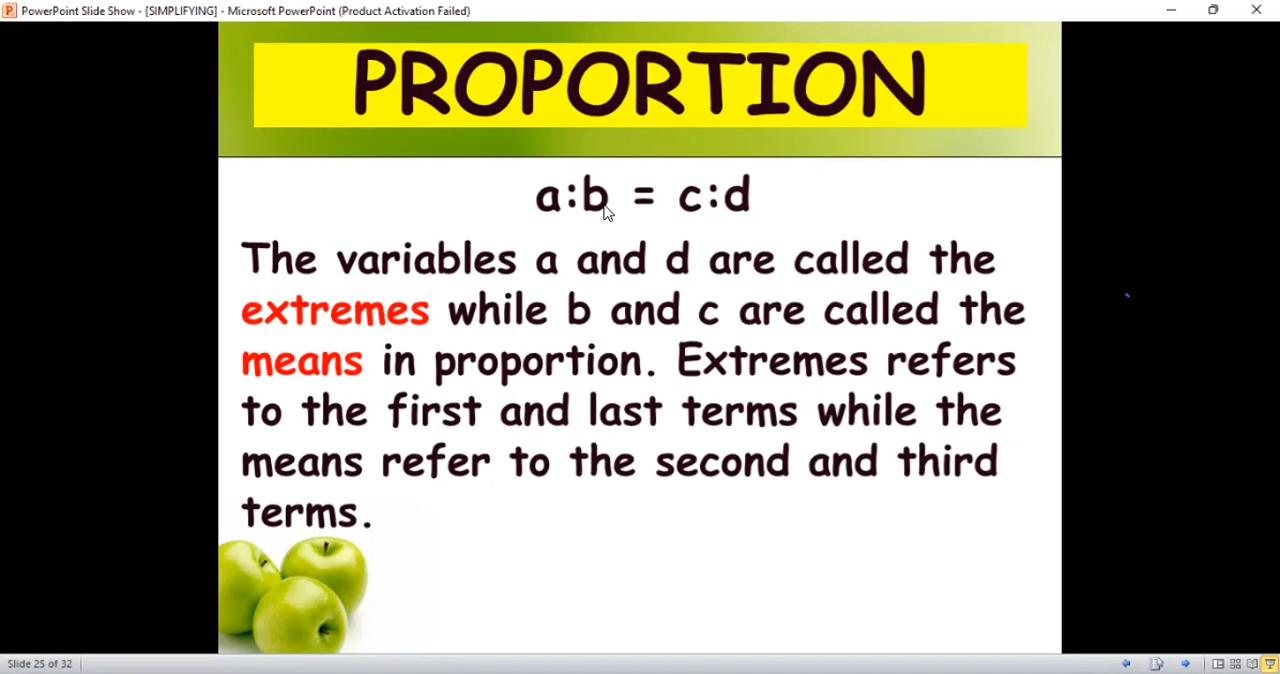 PowerPoint Slide Show - [SIMPLIFYING] - Microsoft PowerPoint (Product Activation Failed)
PROPORTION
a:b = c:d
The variables a and d are called the
extremes while b and c are called the
means in proportion. Extremes refers
to the first and last terms while the
means refer to the second and third
terms.
Slide 25 of 32